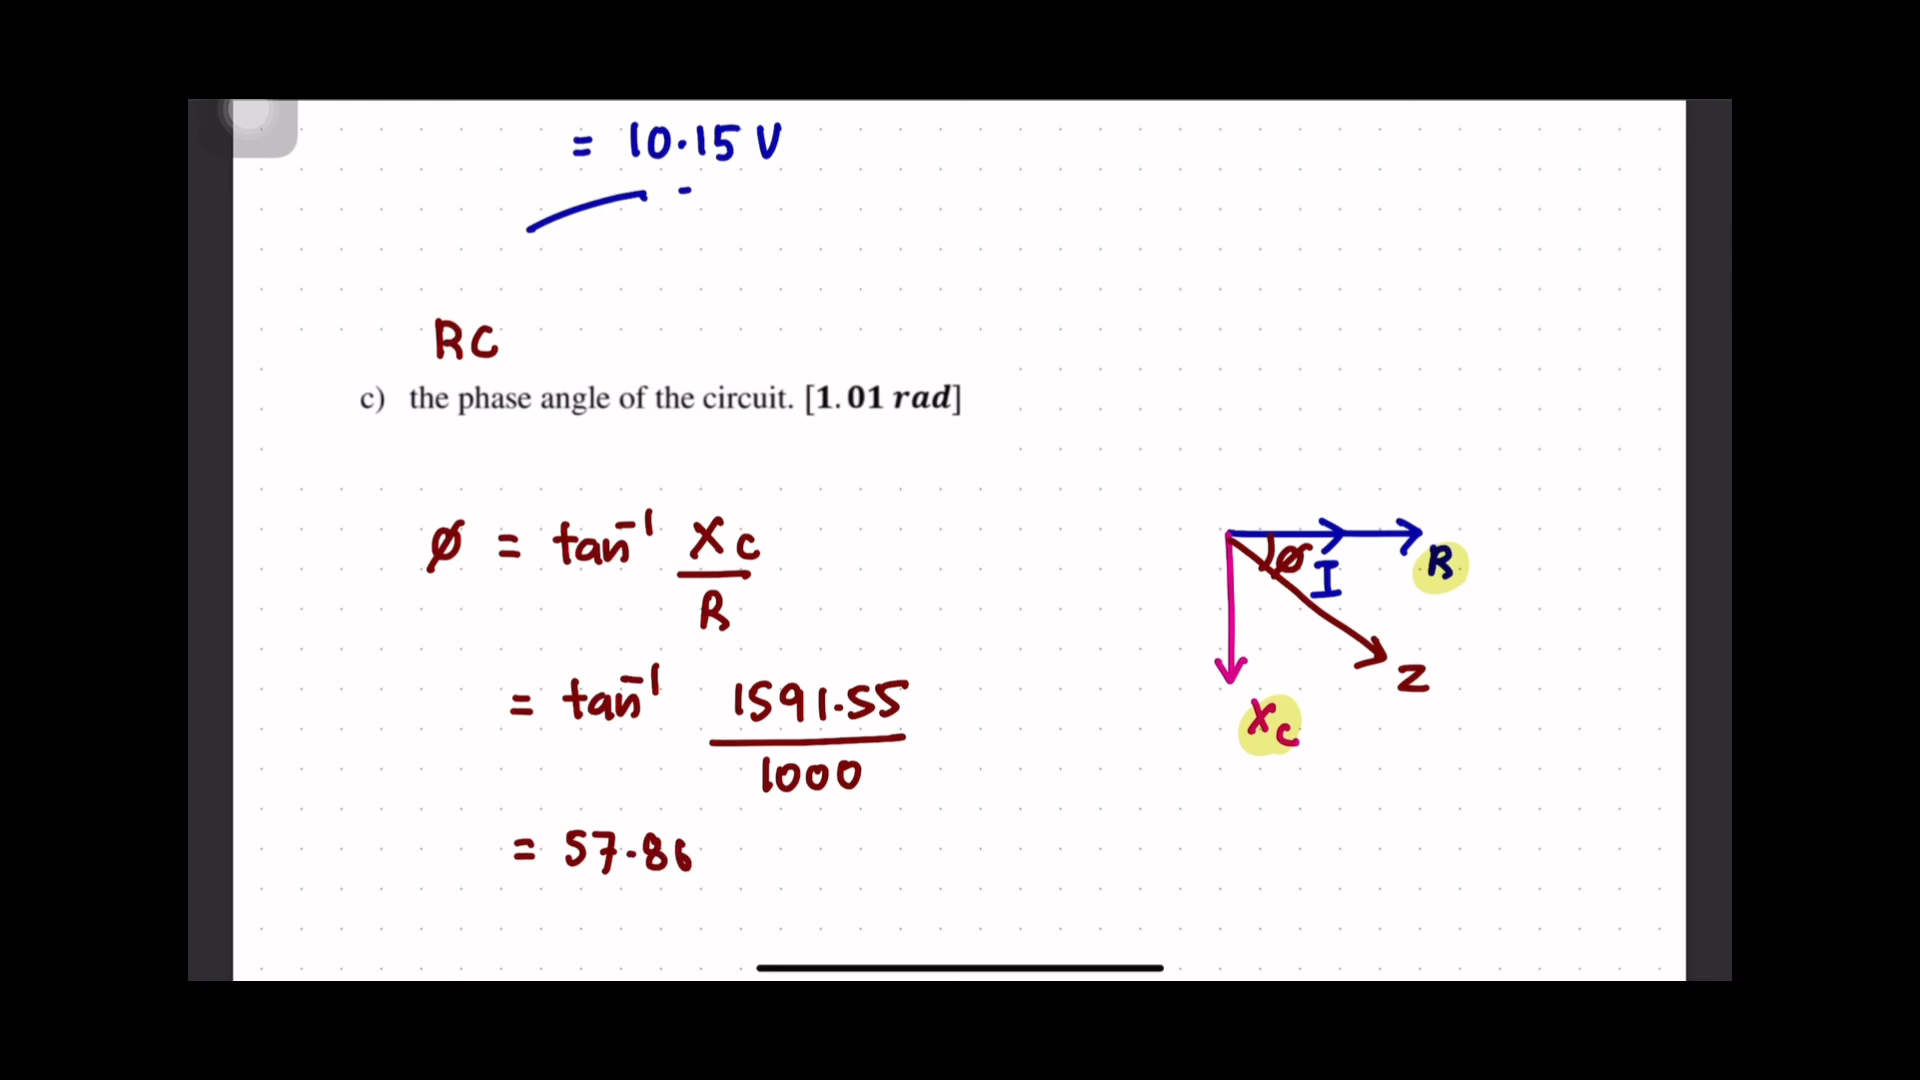 = 10.15 V
RC
c) the phase angle of the circuit. [1.01 rad]
ø = tan⁻¹ Xc
R
= tan⁻¹ 1591.55
1000
= 57.86
ø
I
R
Z
Xc